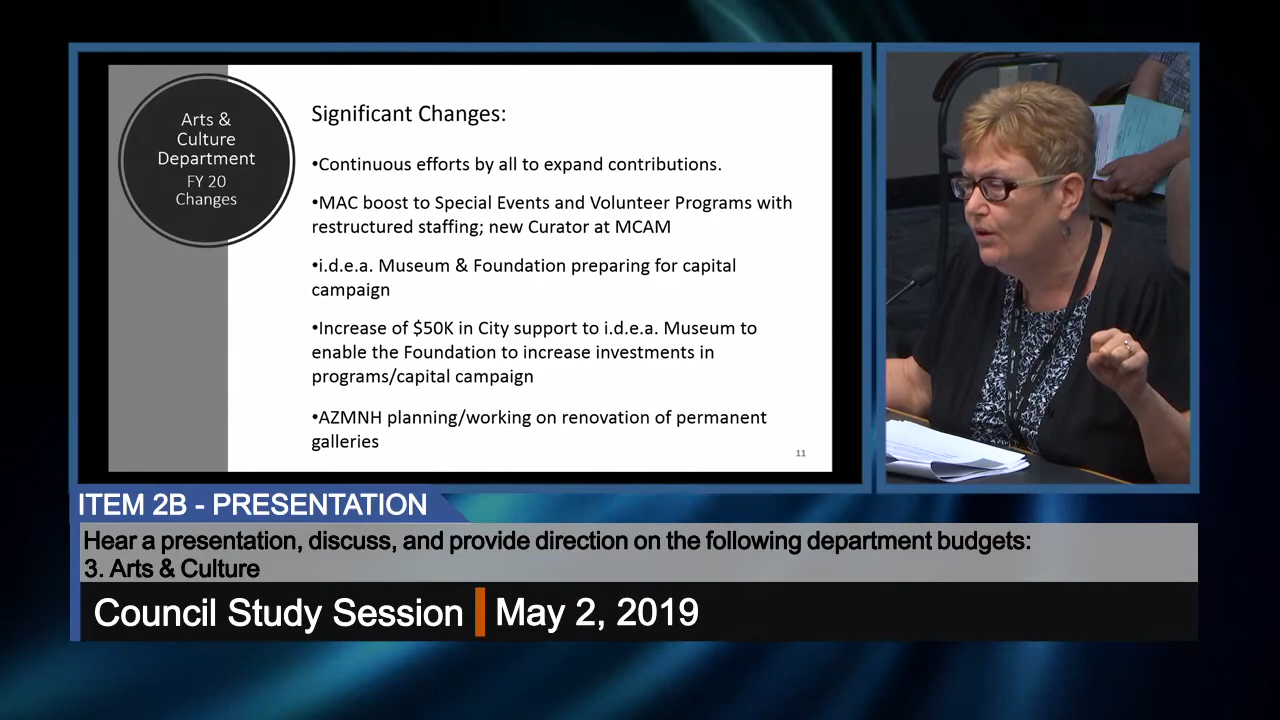 Arts &
Culture
Department
FY 20
Changes
Significant Changes:
•Continuous efforts by all to expand contributions.
•MAC boost to Special Events and Volunteer Programs with
restructured staffing; new Curator at MCAM
•i.d.e.a. Museum & Foundation preparing for capital
campaign
•Increase of $50K in City support to i.d.e.a. Museum to
enable the Foundation to increase investments in
programs/capital campaign
•AZMNH planning/working on renovation of permanent
galleries
11
ITEM 2B - PRESENTATION
Hear a presentation, discuss, and provide direction on the following department budgets:
3. Arts & Culture
Council Study Session
May 2, 2019